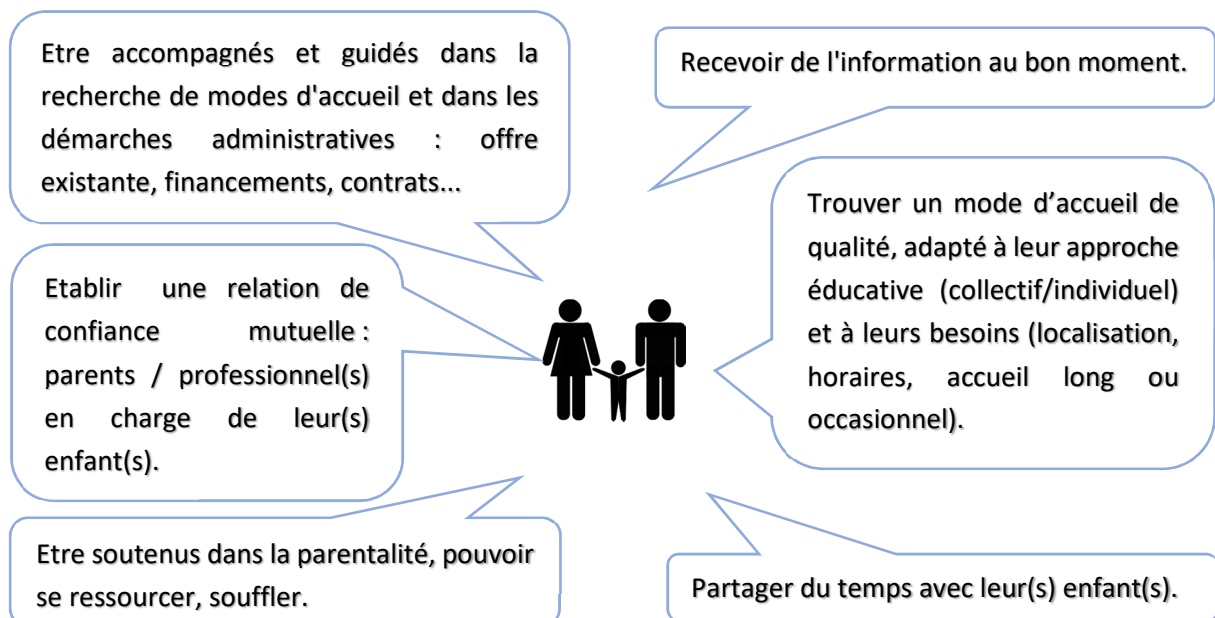 Etre accompagnés et guidés dans la
recherche de modes d'accueil et dans les
démarches administratives : offre
existante, financements, contrats...
Recevoir de l'information au bon moment.
Etablir une relation de
confiance mutuelle :
parents / professionnel(s)
en charge de leur(s)
enfant(s).
Trouver un mode d’accueil de
qualité, adapté à leur approche
éducative (collectif/individuel)
et à leurs besoins (localisation,
horaires, accueil long ou
occasionnel).
Etre soutenus dans la parentalité, pouvoir
se ressourcer, souffler.
Partager du temps avec leur(s) enfant(s).